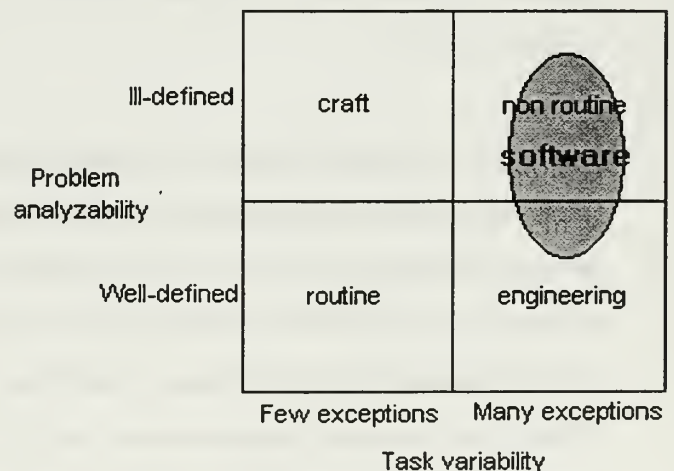 Ill-defined
craft
non routine
software
Problem
analyzability
Well-defined
routine
engineering
Few exceptions
Many exceptions
Task variability